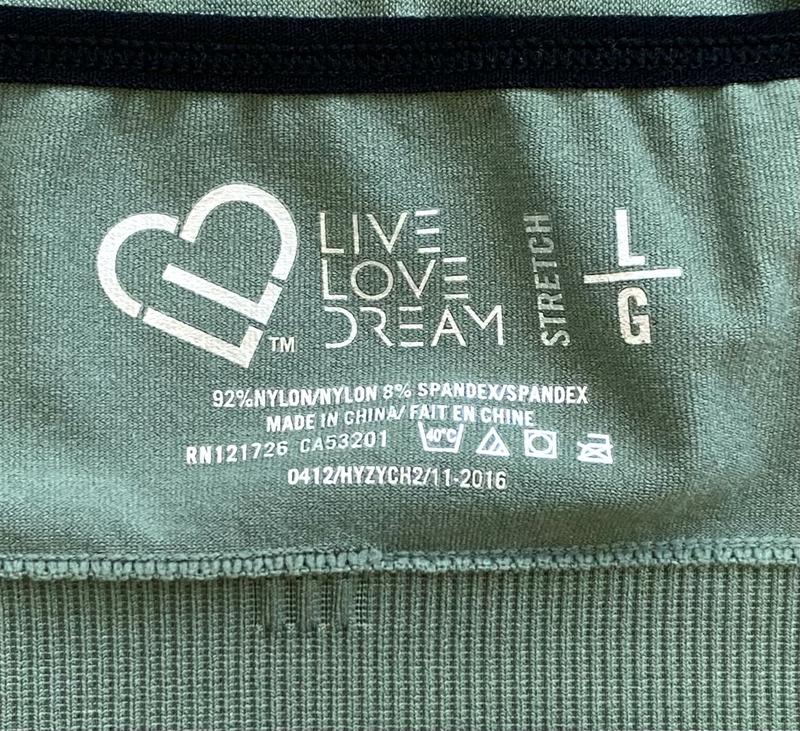 LIVE
LOVE
DREAM
TM
STRETCH
L
G
92%NYLON/NYLON 8% SPANDEX/SPANDEX
MADE IN CHINA/ FAIT EN CHINE
RN121726 CA53201 40°C
0412/HYZYCH2/11-2016